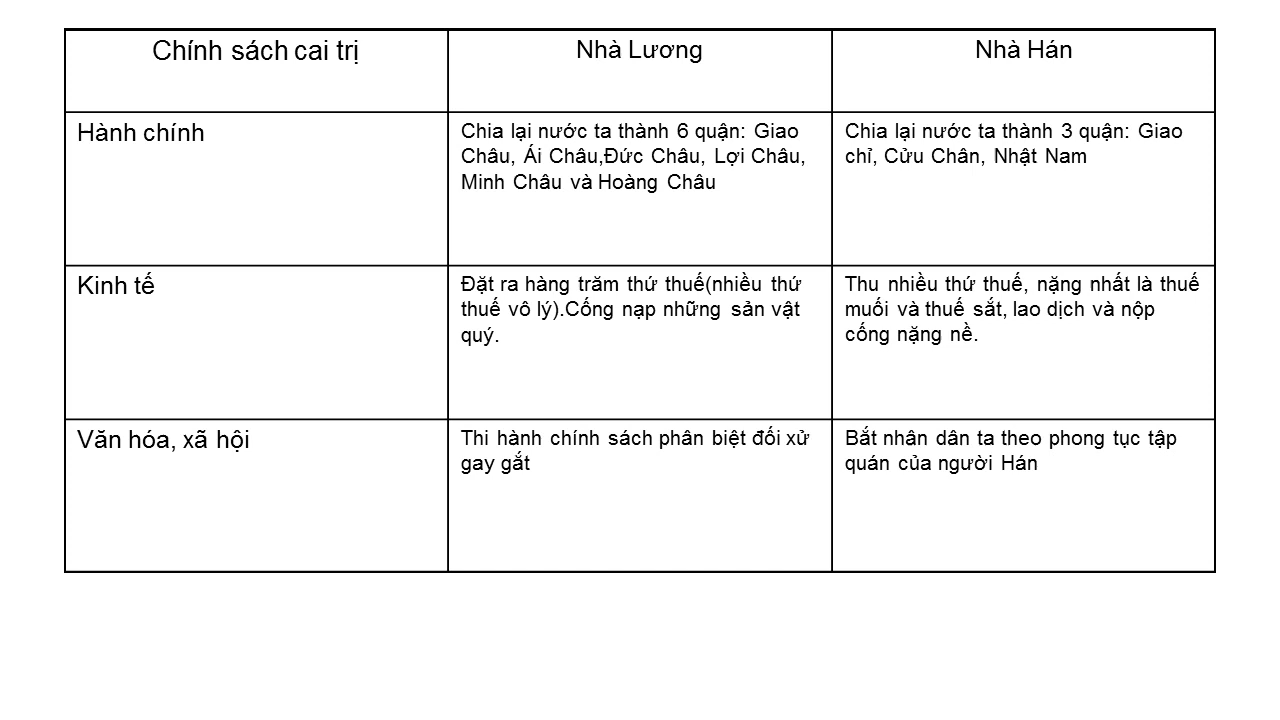 Chính sách cai trị
Nhà Lương
Nhà Hán
Hành chính
Chia lại nước ta thành 6 quận: Giao
Châu, Ái Châu,Đức Châu, Lợi Châu,
Minh Châu và Hoàng Châu
Chia lại nước ta thành 3 quận: Giao
chỉ, Cửu Chân, Nhật Nam
Kinh tế
Đặt ra hàng trăm thứ thuế(nhiều thứ
thuế vô lý).Cống nạp những sản vật
quý.
Thu nhiều thứ thuế, nặng nhất là thuế
muối và thuế sắt, lao dịch và nộp
cống nặng nề.
Văn hóa, xã hội
Thi hành chính sách phân biệt đối xử
gay gắt
Bắt nhân dân ta theo phong tục tập
quán của người Hán